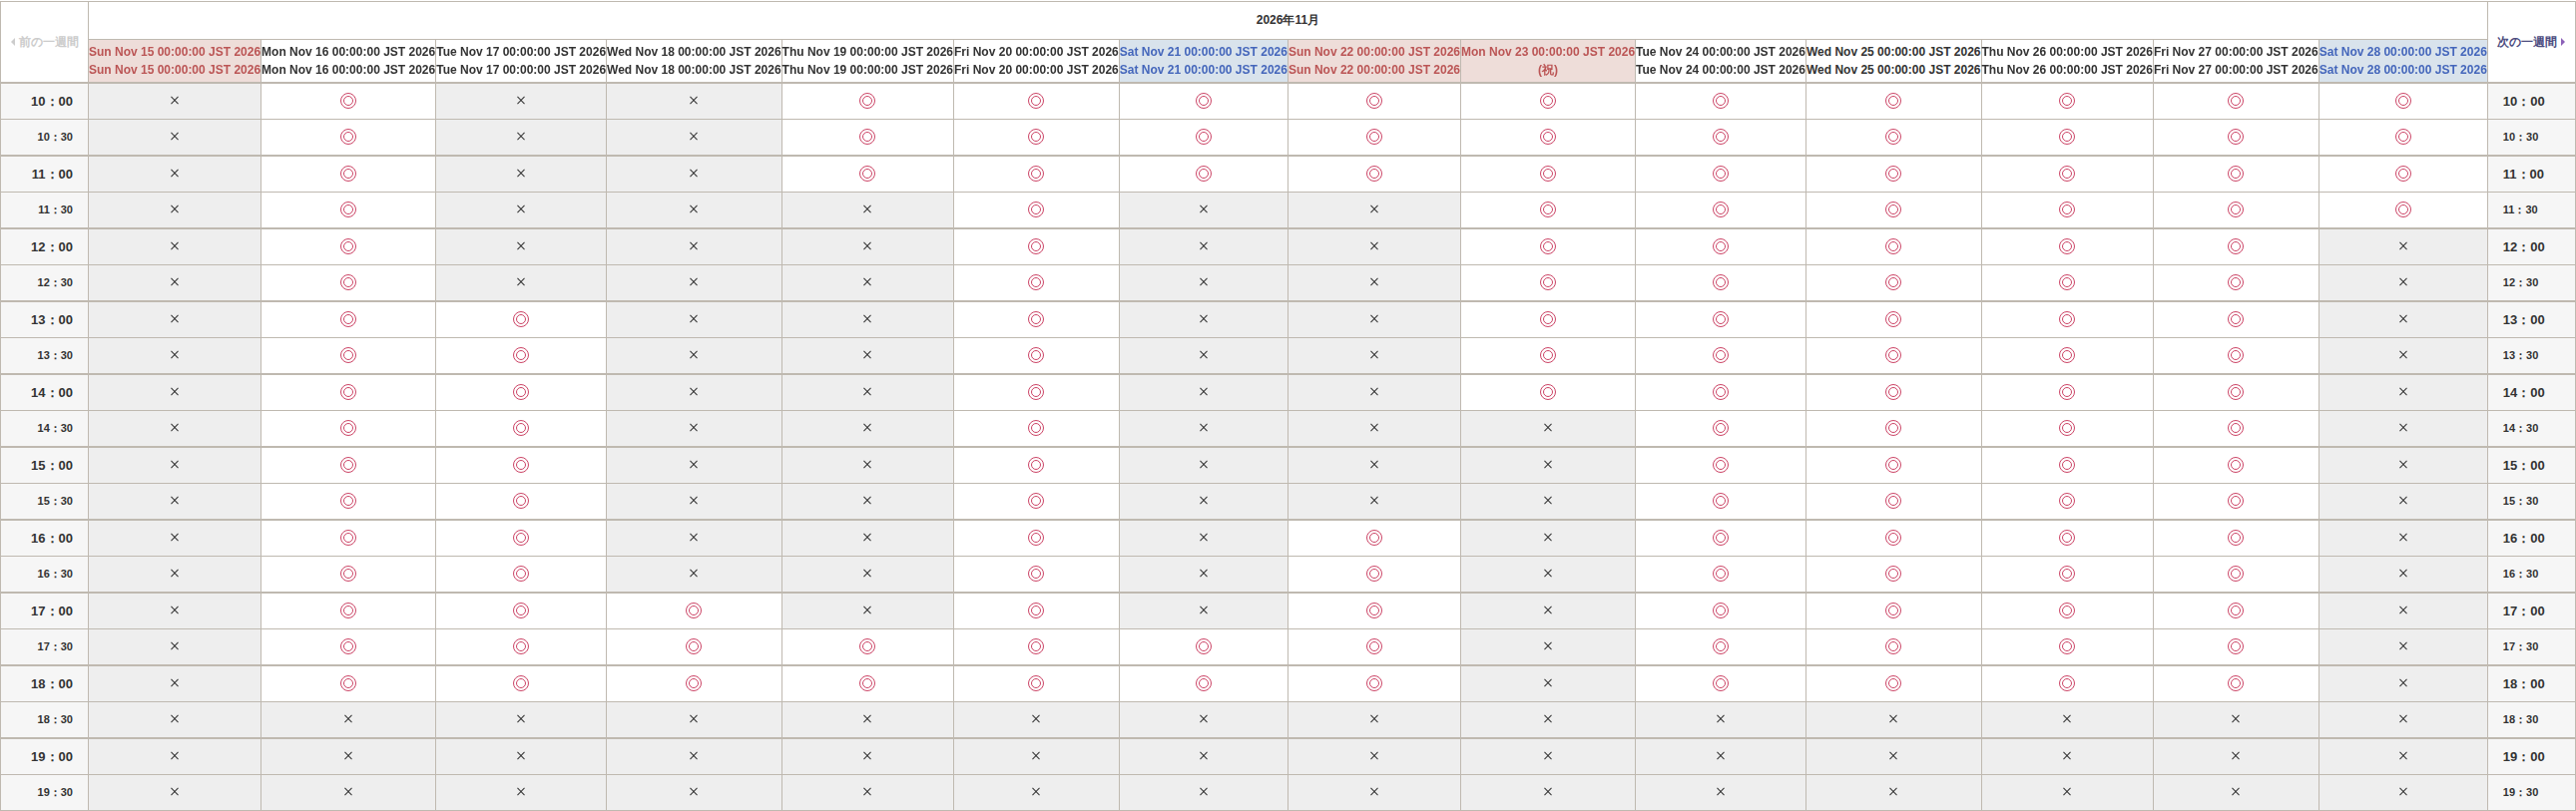 2026年11月
前の一週間
次の一週間
Sun Nov 15 00:00:00 JST 2026 Mon Nov 16 00:00:00 JST 2026 Tue Nov 17 00:00:00 JST 2026 Wed Nov 18 00:00:00 JST 2026 Thu Nov 19 00:00:00 JST 2026 Fri Nov 20 00:00:00 JST 2026 Sat Nov 21 00:00:00 JST 2026 Sun Nov 22 00:00:00 JST 2026 Mon Nov 23 00:00:00 JST 2026 Tue Nov 24 00:00:00 JST 2026 Wed Nov 25 00:00:00 JST 2026 Thu Nov 26 00:00:00 JST 2026 Fri Nov 27 00:00:00 JST 2026 Sat Nov 28 00:00:00 JST 2026
Sun Nov 15 00:00:00 JST 2026 Mon Nov 16 00:00:00 JST 2026 Tue Nov 17 00:00:00 JST 2026 Wed Nov 18 00:00:00 JST 2026 Thu Nov 19 00:00:00 JST 2026 Fri Nov 20 00:00:00 JST 2026 Sat Nov 21 00:00:00 JST 2026 Sun Nov 22 00:00:00 JST 2026 (祝) Tue Nov 24 00:00:00 JST 2026 Wed Nov 25 00:00:00 JST 2026 Thu Nov 26 00:00:00 JST 2026 Fri Nov 27 00:00:00 JST 2026 Sat Nov 28 00:00:00 JST 2026
10：00 × ◎ × × ◎ ◎ ◎ ◎ ◎ ◎ ◎ ◎ ◎ ◎ 10：00
10：30 × ◎ × × ◎ ◎ ◎ ◎ ◎ ◎ ◎ ◎ ◎ ◎ 10：30
11：00 × ◎ × × ◎ ◎ ◎ ◎ ◎ ◎ ◎ ◎ ◎ ◎ 11：00
11：30 × ◎ × × × ◎ × × ◎ ◎ ◎ ◎ ◎ ◎ 11：30
12：00 × ◎ × × × ◎ × × ◎ ◎ ◎ ◎ ◎ × 12：00
12：30 × ◎ × × × ◎ × × ◎ ◎ ◎ ◎ ◎ × 12：30
13：00 × ◎ ◎ × × ◎ × × ◎ ◎ ◎ ◎ ◎ × 13：00
13：30 × ◎ ◎ × × ◎ × × ◎ ◎ ◎ ◎ ◎ × 13：30
14：00 × ◎ ◎ × × ◎ × × ◎ ◎ ◎ ◎ ◎ × 14：00
14：30 × ◎ ◎ × × ◎ × × × ◎ ◎ ◎ ◎ × 14：30
15：00 × ◎ ◎ × × ◎ × × × ◎ ◎ ◎ ◎ × 15：00
15：30 × ◎ ◎ × × ◎ × × × ◎ ◎ ◎ ◎ × 15：30
16：00 × ◎ ◎ × × ◎ × ◎ × ◎ ◎ ◎ ◎ × 16：00
16：30 × ◎ ◎ × × ◎ × ◎ × ◎ ◎ ◎ ◎ × 16：30
17：00 × ◎ ◎ ◎ × ◎ × ◎ × ◎ ◎ ◎ ◎ × 17：00
17：30 × ◎ ◎ ◎ ◎ ◎ ◎ ◎ × ◎ ◎ ◎ ◎ × 17：30
18：00 × ◎ ◎ ◎ ◎ ◎ ◎ ◎ × ◎ ◎ ◎ ◎ × 18：00
18：30 × × × × × × × × × × × × × × 18：30
19：00 × × × × × × × × × × × × × × 19：00
19：30 × × × × × × × × × × × × × × 19：30